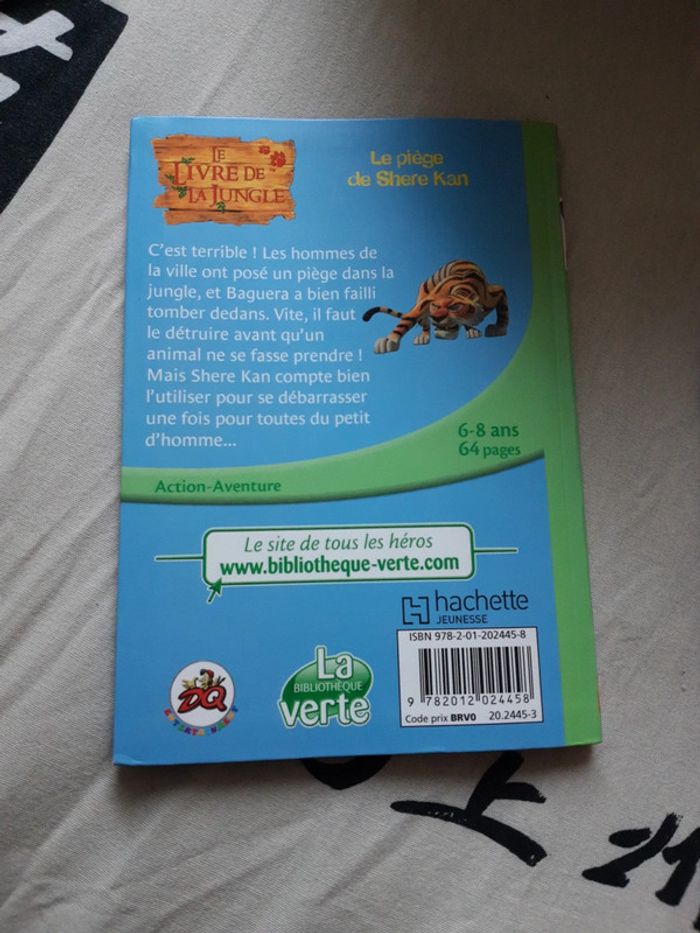 LE
LIVRE DE
LA JUNGLE
Le piège
de Shere Kan
C'est terrible ! Les hommes de
la ville ont posé un piège dans la
jungle, et Baguera a bien failli
tomber dedans. Vite, il faut
le détruire avant qu'un
animal ne se fasse prendre !
Mais Shere Kan compte bien
l'utiliser pour se débarrasser
une fois pour toutes du petit
d'homme...
6-8 ans
64 pages
Action-Aventure
Le site de tous les héros
www.bibliotheque-verte.com
hachette
JEUNESSE
ISBN 978-2-01-202445-8
9 782012 024458
Code prix BRV0 20.2445-3
La
BIBLIOTHÈQUE
verte
DQ
ENTERTAINMENT
上